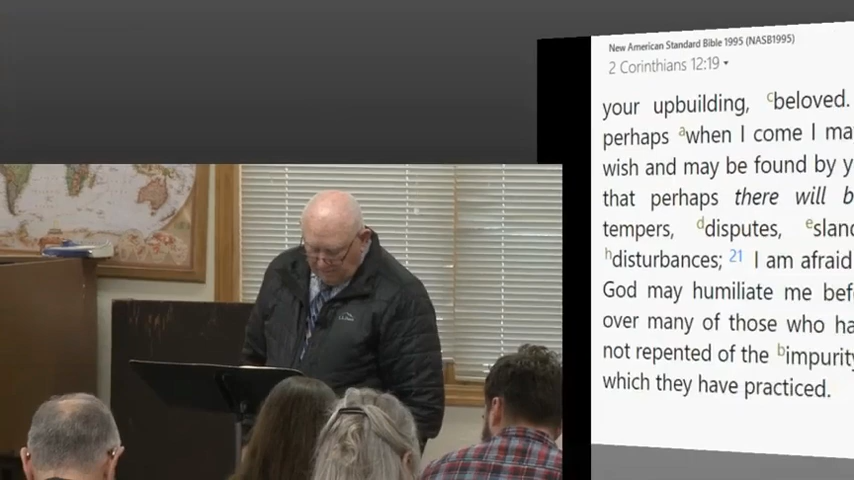 New American Standard Bible 1995 (NASB1995)
2 Corinthians 12:19
your upbuilding, cbeloved.
perhaps awhen I come I
wish and may be found by
that perhaps there will
tempers, ddisputes,
hdisturbances; 21 I am afraid
God may humiliate me
over many of those who
not repented of the bimpurity
which they have practiced.